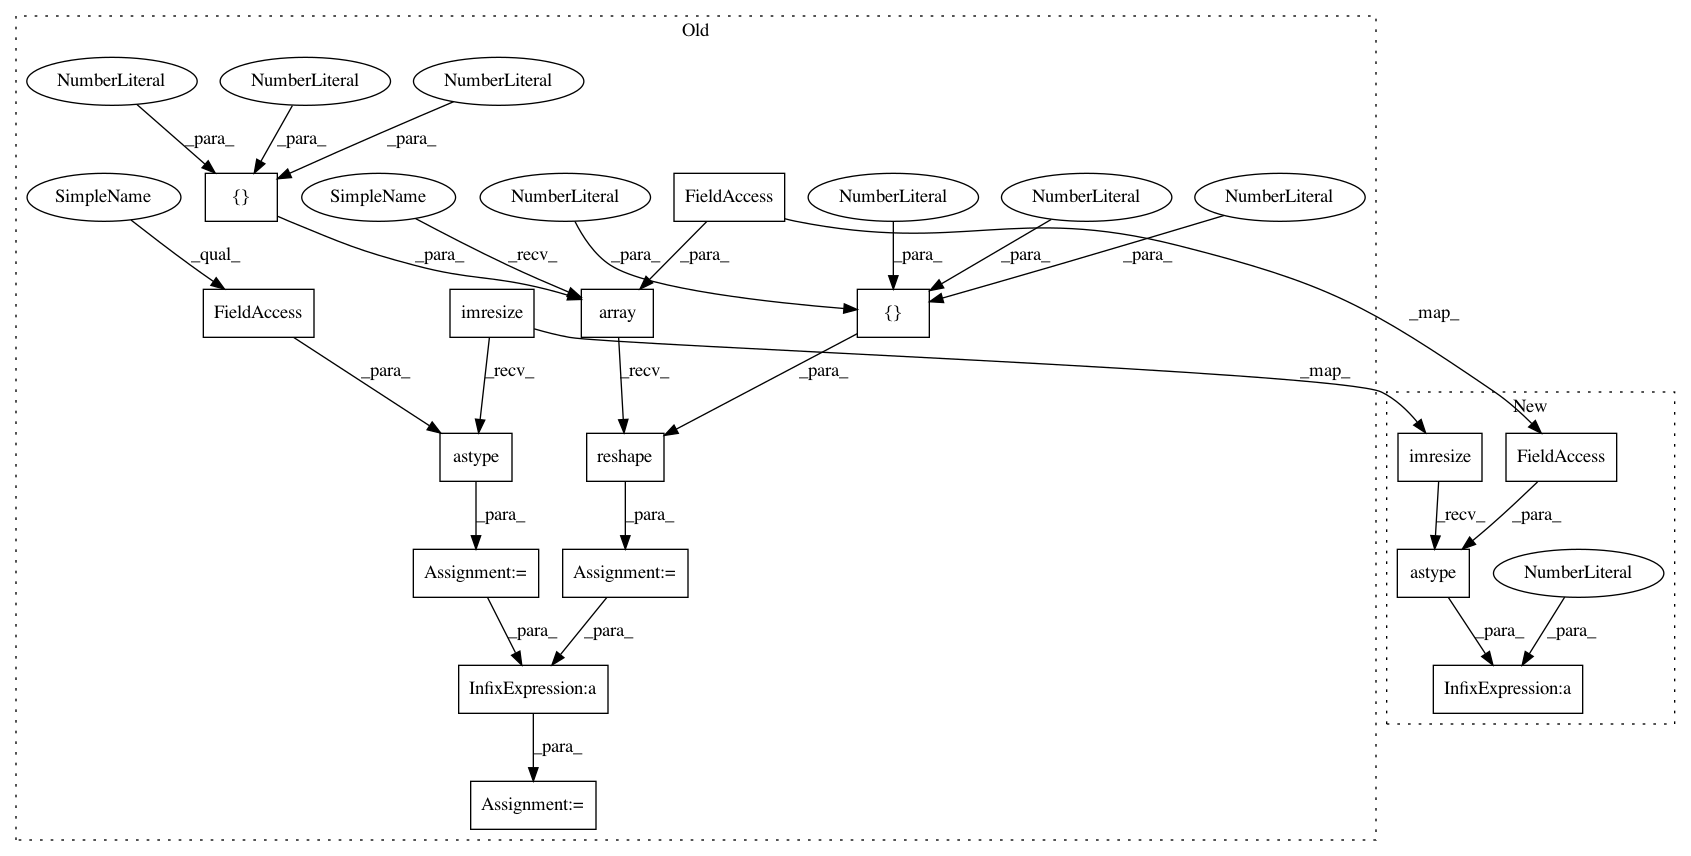 Old
NumberLiteral NumberLiteral NumberLiteral
_para_ _para_ _para_
SimpleName {} SimpleName NumberLiteral FieldAccess NumberLiteral NumberLiteral NumberLiteral
_qual_ _para_ _recv_ _para_ _para_ _para_ _para_ _para_
FieldAccess imresize array {} _map_
_para_ _recv_ _recv_ _para_ _map_
New
astype reshape imresize FieldAccess
_para_ _para_ _recv_ _para_
Assignment:= Assignment:= astype NumberLiteral
_para_ _para_ _para_ _para_
InfixExpression:a InfixExpression:a
_para_
Assignment:=